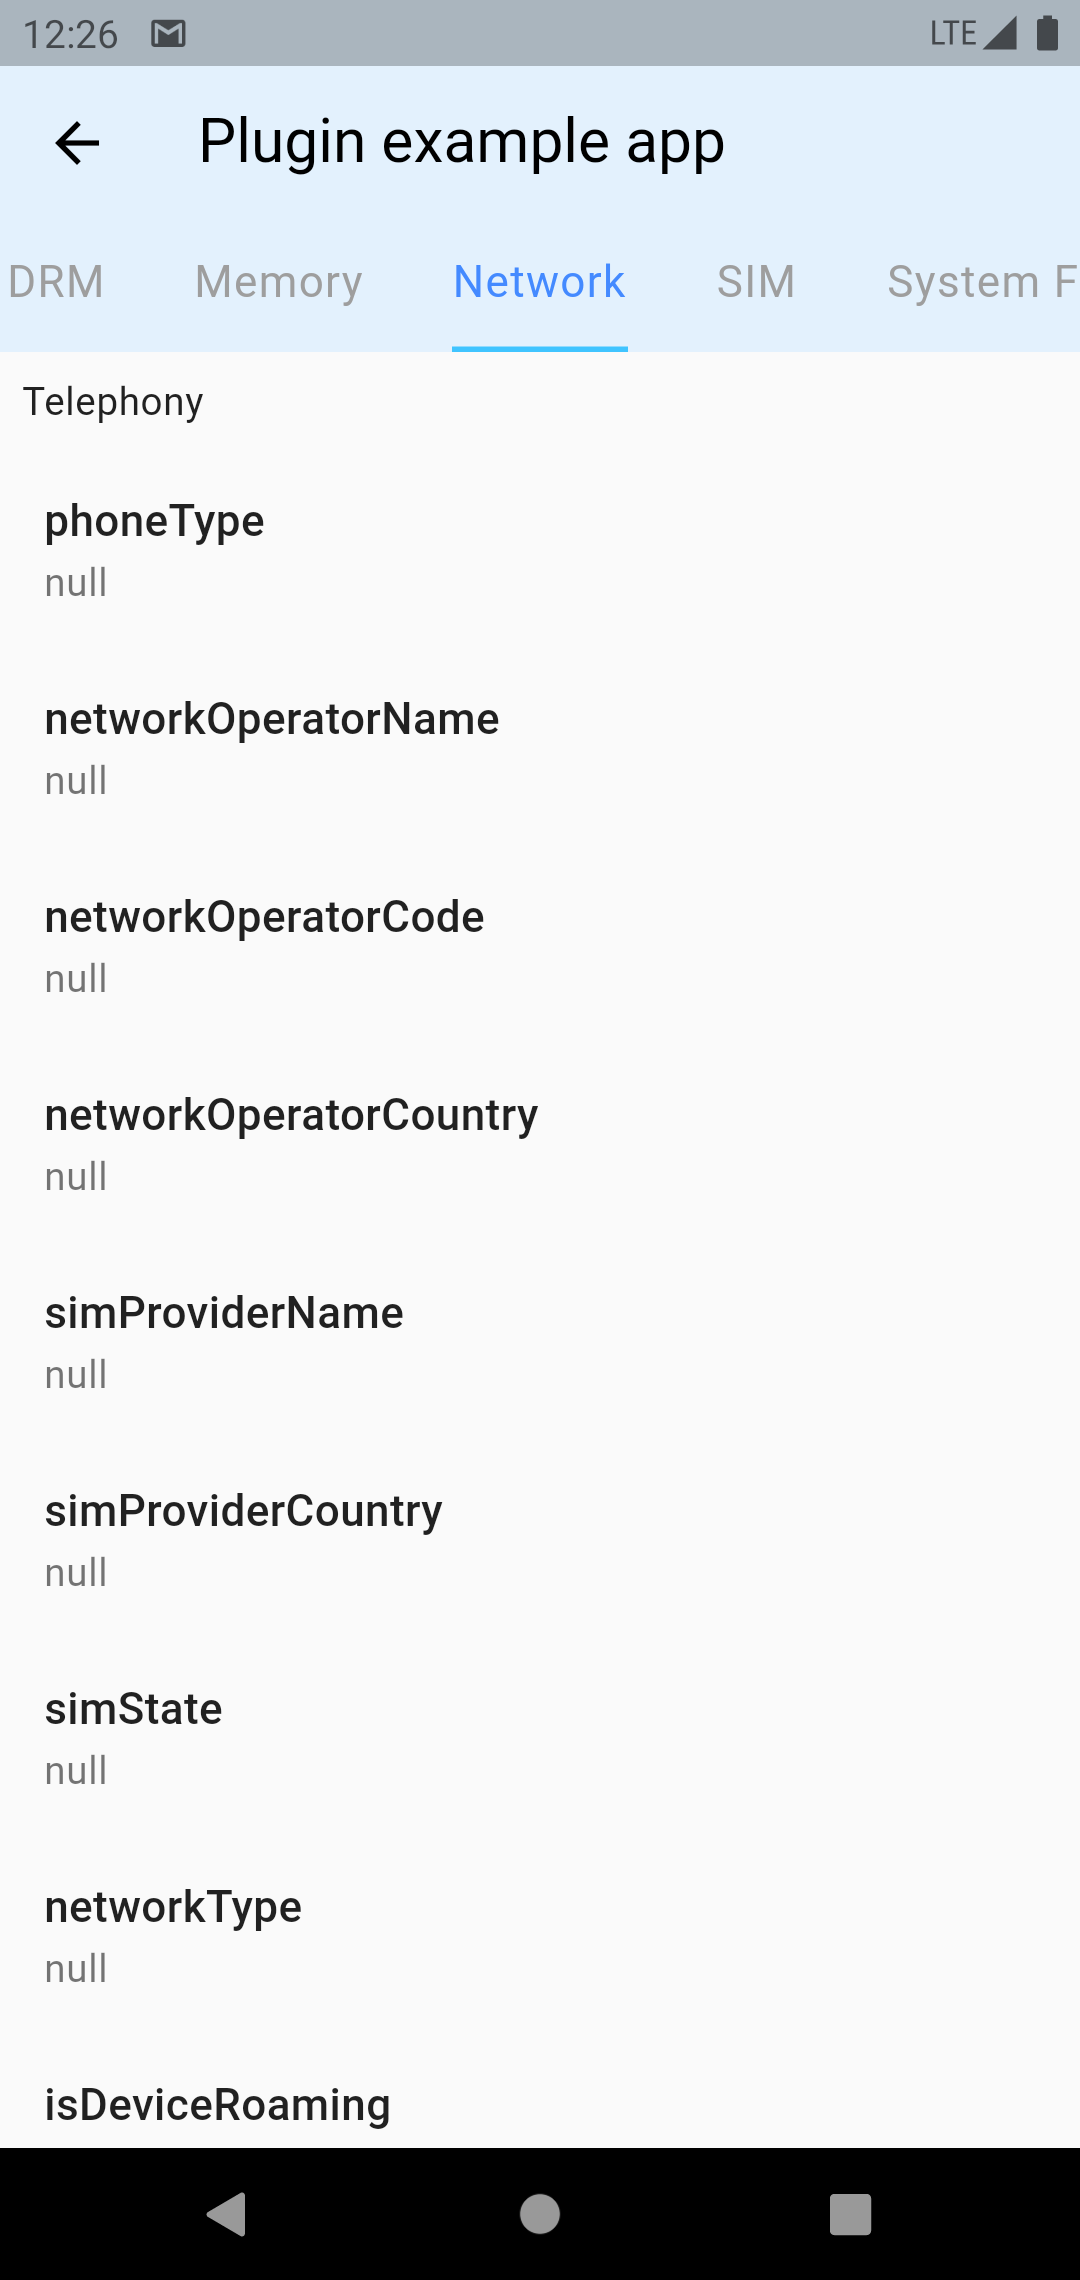 12:26 LTE
Plugin example app
DRM Memory Network SIM System F
Telephony
phoneType
null
networkOperatorName
null
networkOperatorCode
null
networkOperatorCountry
null
simProviderName
null
simProviderCountry
null
simState
null
networkType
null
isDeviceRoaming